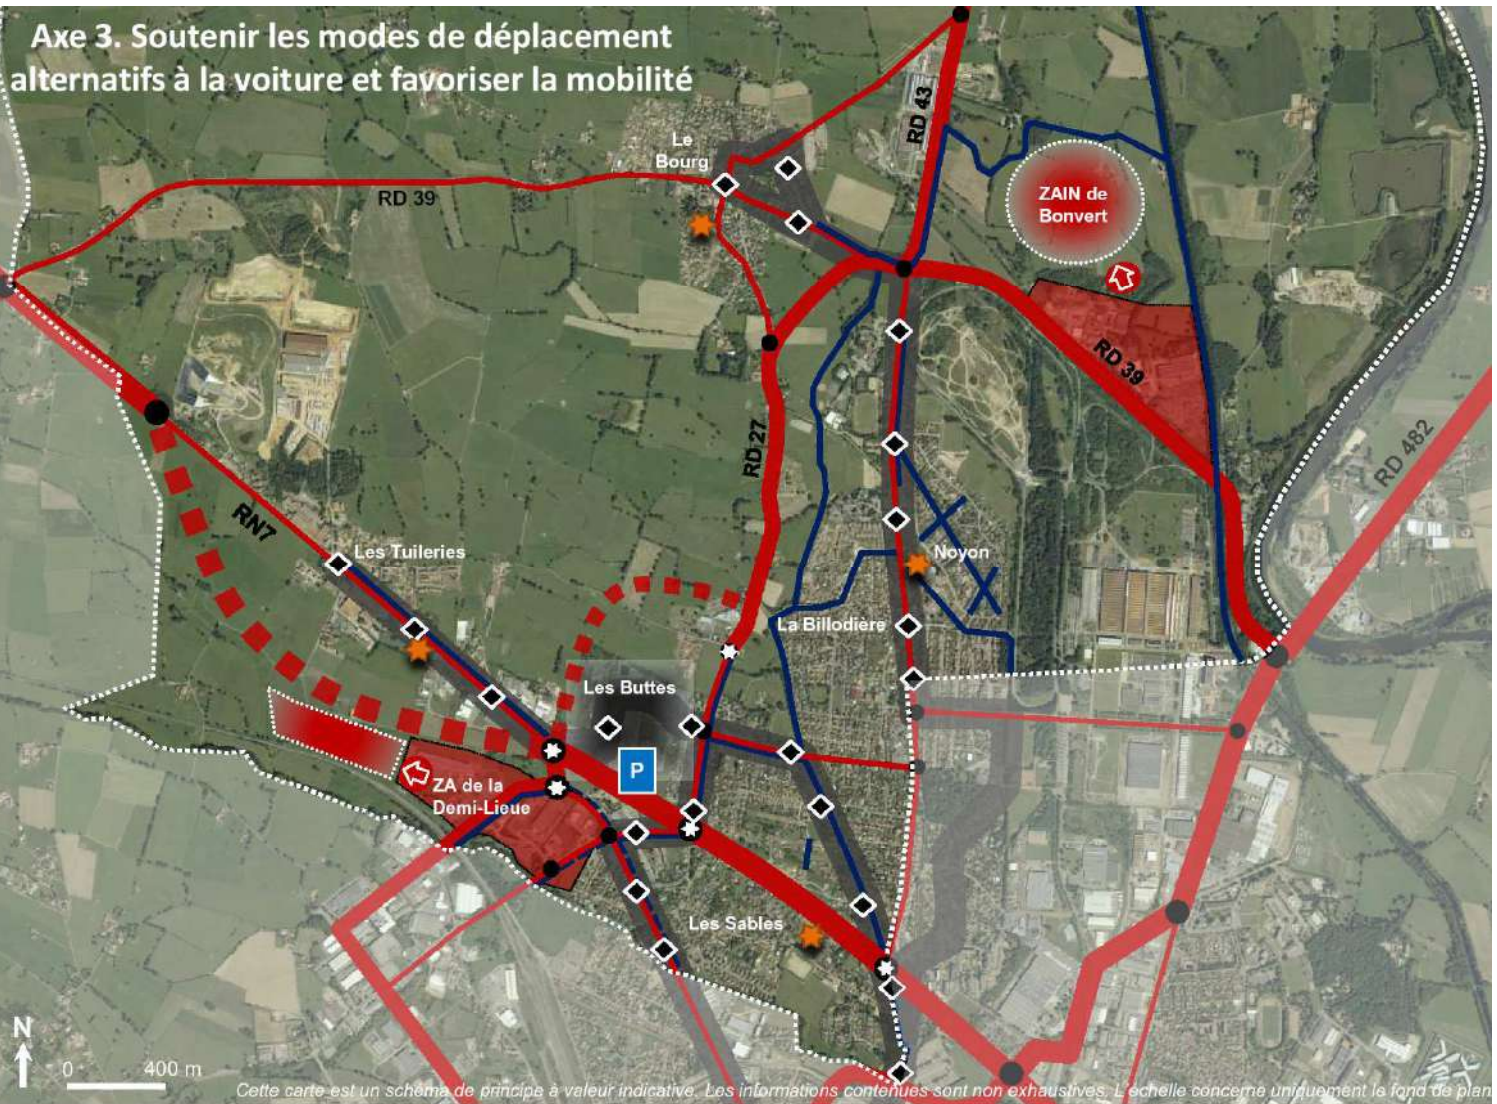 Axe 3. Soutenir les modes de déplacement
alternatifs à la voiture et favoriser la mobilité
RD 43
Le
Bourg
ZAIN de
Bonvert
RD 39
RD 39
RD 27
RD 482
RN7
Les Tuileries
Noyon
La Billodière
Les Buttes
P
ZA de la
Demi-Lieue
Les Sables
N
0 400 m
Cette carte est un schéma de principe à valeur indicative. Les informations contenues sont non exhaustives. L'échelle concerne uniquement le fond de plan